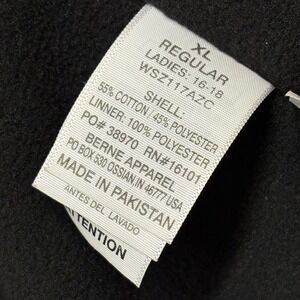 XL
REGULAR
LADIES: 16-18
WSZ117AZC
SHELL:
55% COTTON / 45% POLYESTER
LINNER: 100% POLYESTER
PO# 38970 RN#16101
BERNE APPAREL
PO BOX 530 OSSIAN, IN 46777 USA
MADE IN PAKISTAN
ANTES DEL LAVADO
TTENTION